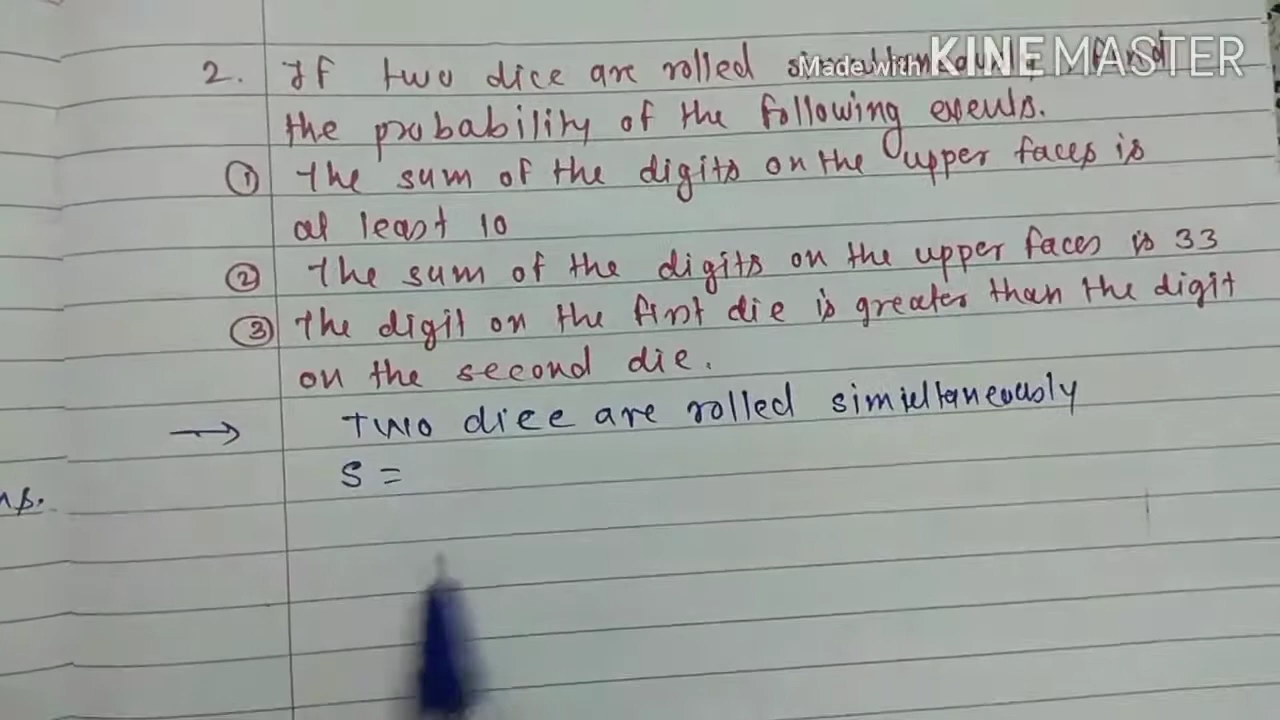 2. If two dice are rolled find
Made with KINEMASTER
the probability of the following events.
① The sum of the digits on the upper faces is
at least 10
② The sum of the digits on the upper faces is 33
③ The digit on the first die is greater than the digit
on the second die.
→ Two dice are rolled simultaneously
S =